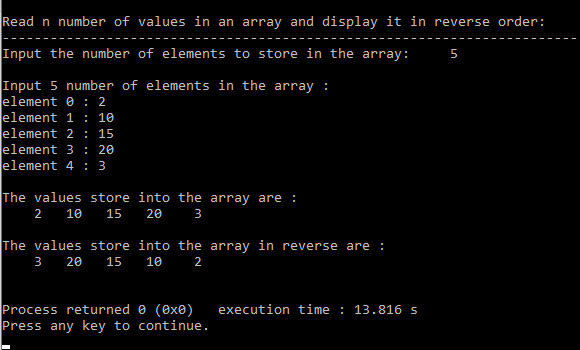 Read n number of values in an array and display it in reverse order:
------------------------------------------------------------------------
Input the number of elements to store in the array:     5
Input 5 number of elements in the array :
element 0 : 2
element 1 : 10
element 2 : 15
element 3 : 20
element 4 : 3
The values store into the array are :
    2   10   15   20    3
The values store into the array in reverse are :
    3   20   15   10    2
Process returned 0 (0x0)   execution time : 13.816 s
Press any key to continue.